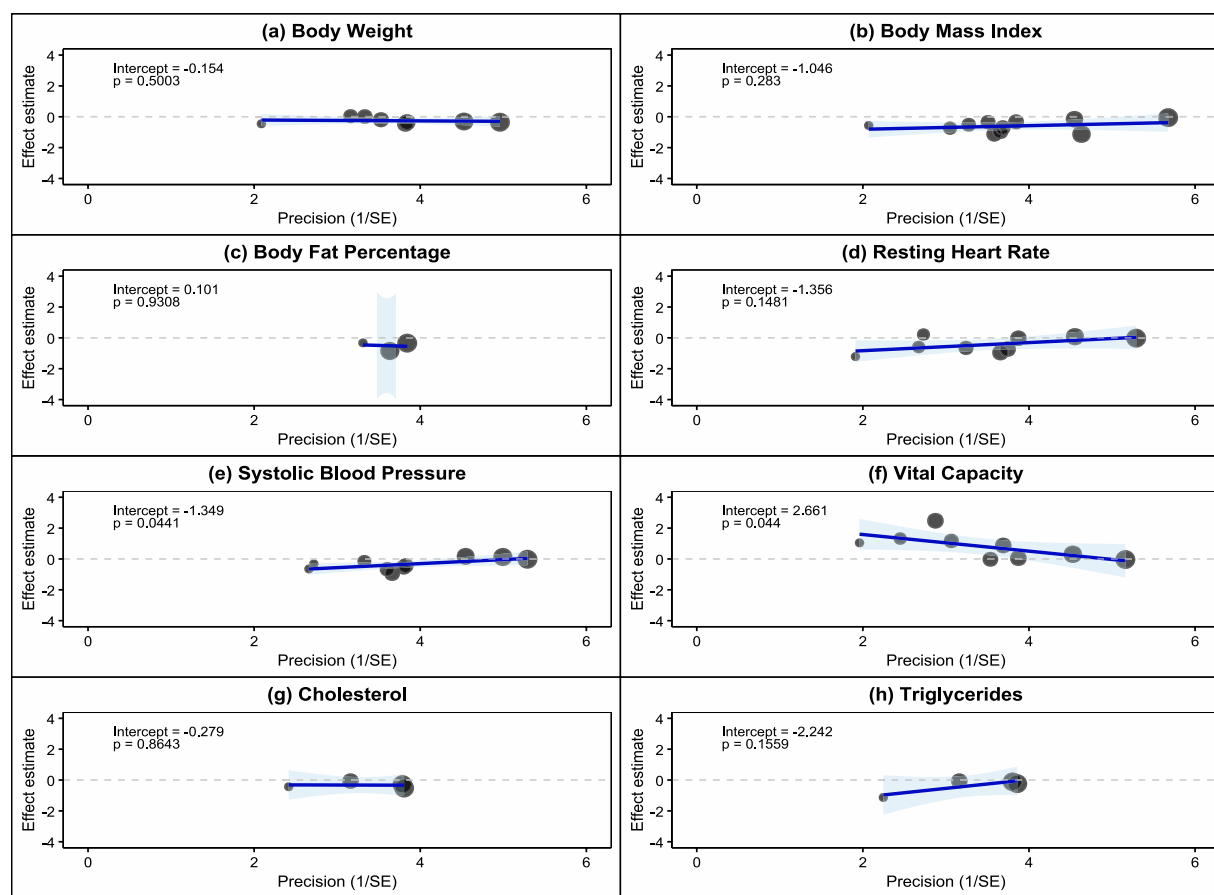 (a) Body Weight
Intercept = -0.154
p = 0.5003
4
2
0
-2
-4
Effect estimate
0 2 4 6
Precision (1/SE)
(b) Body Mass Index
Intercept = -1.046
p = 0.283
4
2
0
-2
-4
Effect estimate
0 2 4 6
Precision (1/SE)
(c) Body Fat Percentage
Intercept = 0.101
p = 0.9308
4
2
0
-2
-4
Effect estimate
0 2 4 6
Precision (1/SE)
(d) Resting Heart Rate
Intercept = -1.356
p = 0.1481
4
2
0
-2
-4
Effect estimate
0 2 4 6
Precision (1/SE)
(e) Systolic Blood Pressure
Intercept = -1.349
p = 0.0441
4
2
0
-2
-4
Effect estimate
0 2 4 6
Precision (1/SE)
(f) Vital Capacity
Intercept = 2.661
p = 0.044
4
2
0
-2
-4
Effect estimate
0 2 4 6
Precision (1/SE)
(g) Cholesterol
Intercept = -0.279
p = 0.8643
4
2
0
-2
-4
Effect estimate
0 2 4 6
Precision (1/SE)
(h) Triglycerides
Intercept = -2.242
p = 0.1559
4
2
0
-2
-4
Effect estimate
0 2 4 6
Precision (1/SE)